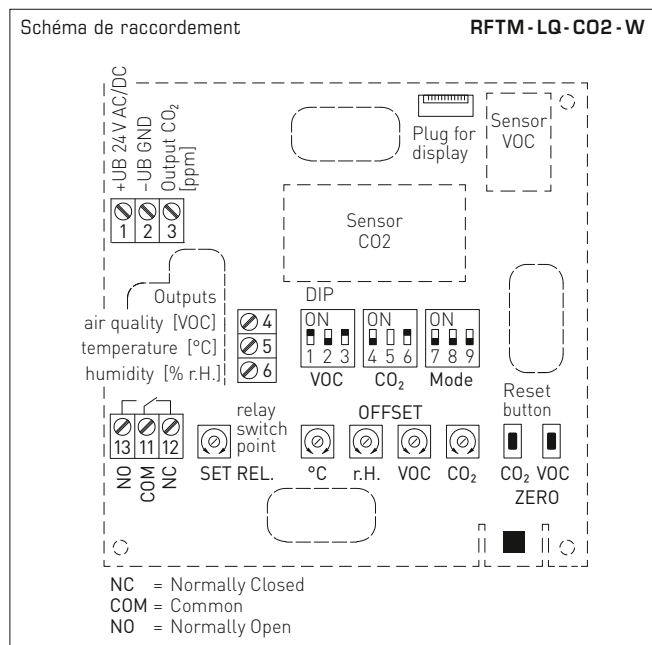 Schéma de raccordement
RFTM-LQ-CO2-W
+UB 24V AC/DC
–UB GND
Output CO₂
[ppm]
1 2 3
Plug for
display
Sensor
VOC
Sensor
CO2
Outputs
air quality [VOC]
temperature [°C]
humidity [% r.H.]
4
5
6
DIP
ON
1 2 3
VOC
ON
4 5 6
CO₂
ON
7 8 9
Mode
13 11 12
NO
COM
NC
relay
switch
point
SET REL.
OFFSET
°C
r.H.
VOC
CO₂
Reset
button
CO₂ VOC
ZERO
NC = Normally Closed
COM = Common
NO = Normally Open